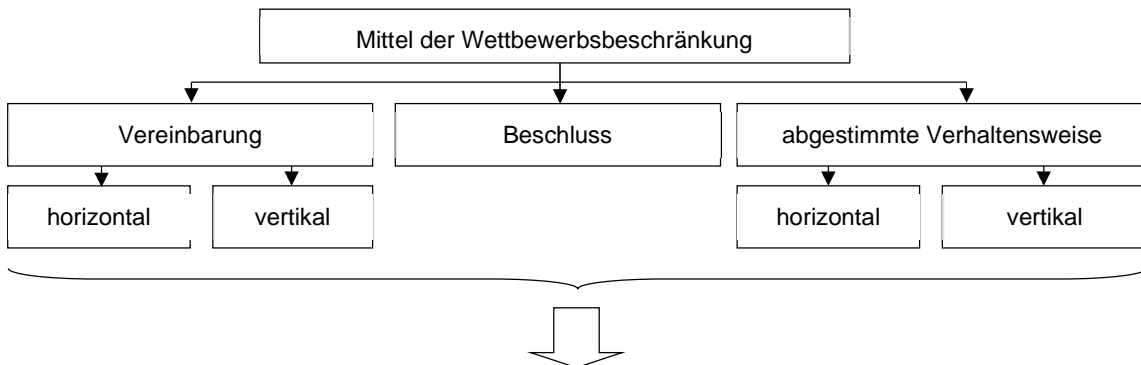 Mittel der Wettbewerbsbeschränkung
Vereinbarung
Beschluss
abgestimmte Verhaltensweise
horizontal
vertikal
horizontal
vertikal